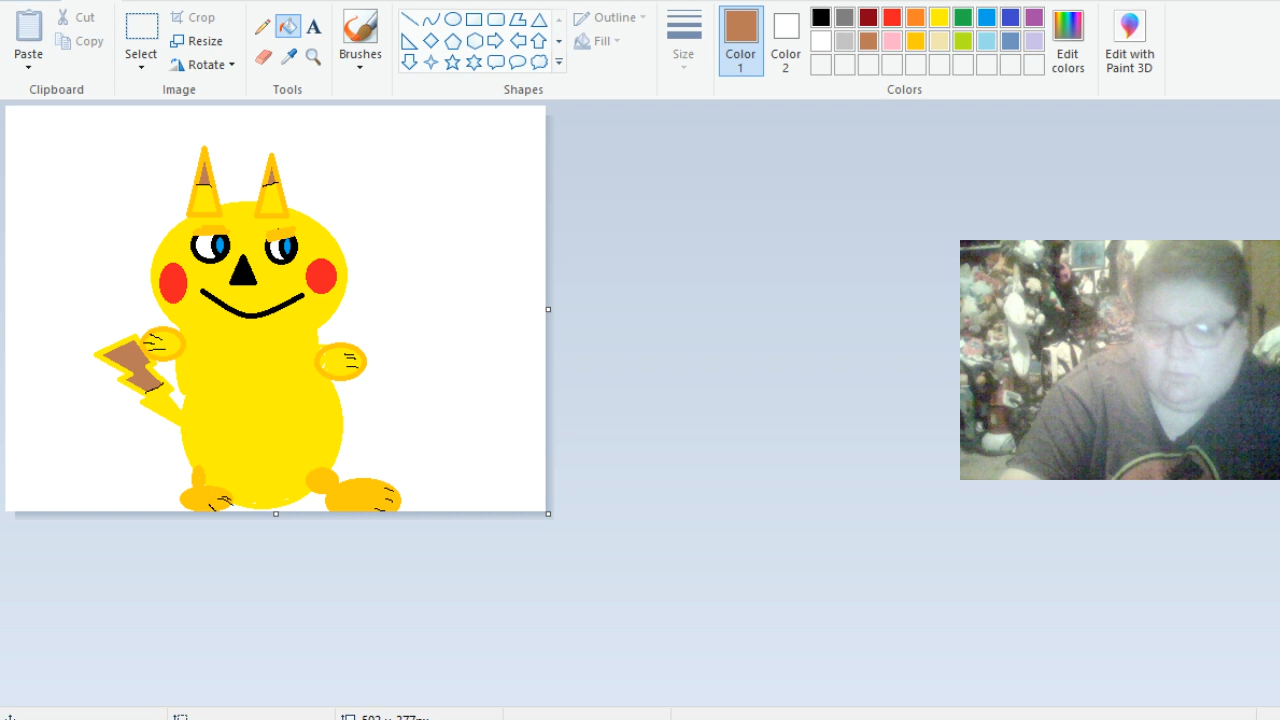 Paste
Cut
Copy
Clipboard
Select
Crop
Resize
Rotate
Image
A
Tools
Brushes
Outline
Fill
Shapes
Size
Color
1
Color
2
Colors
Edit
colors
Edit with
Paint 3D